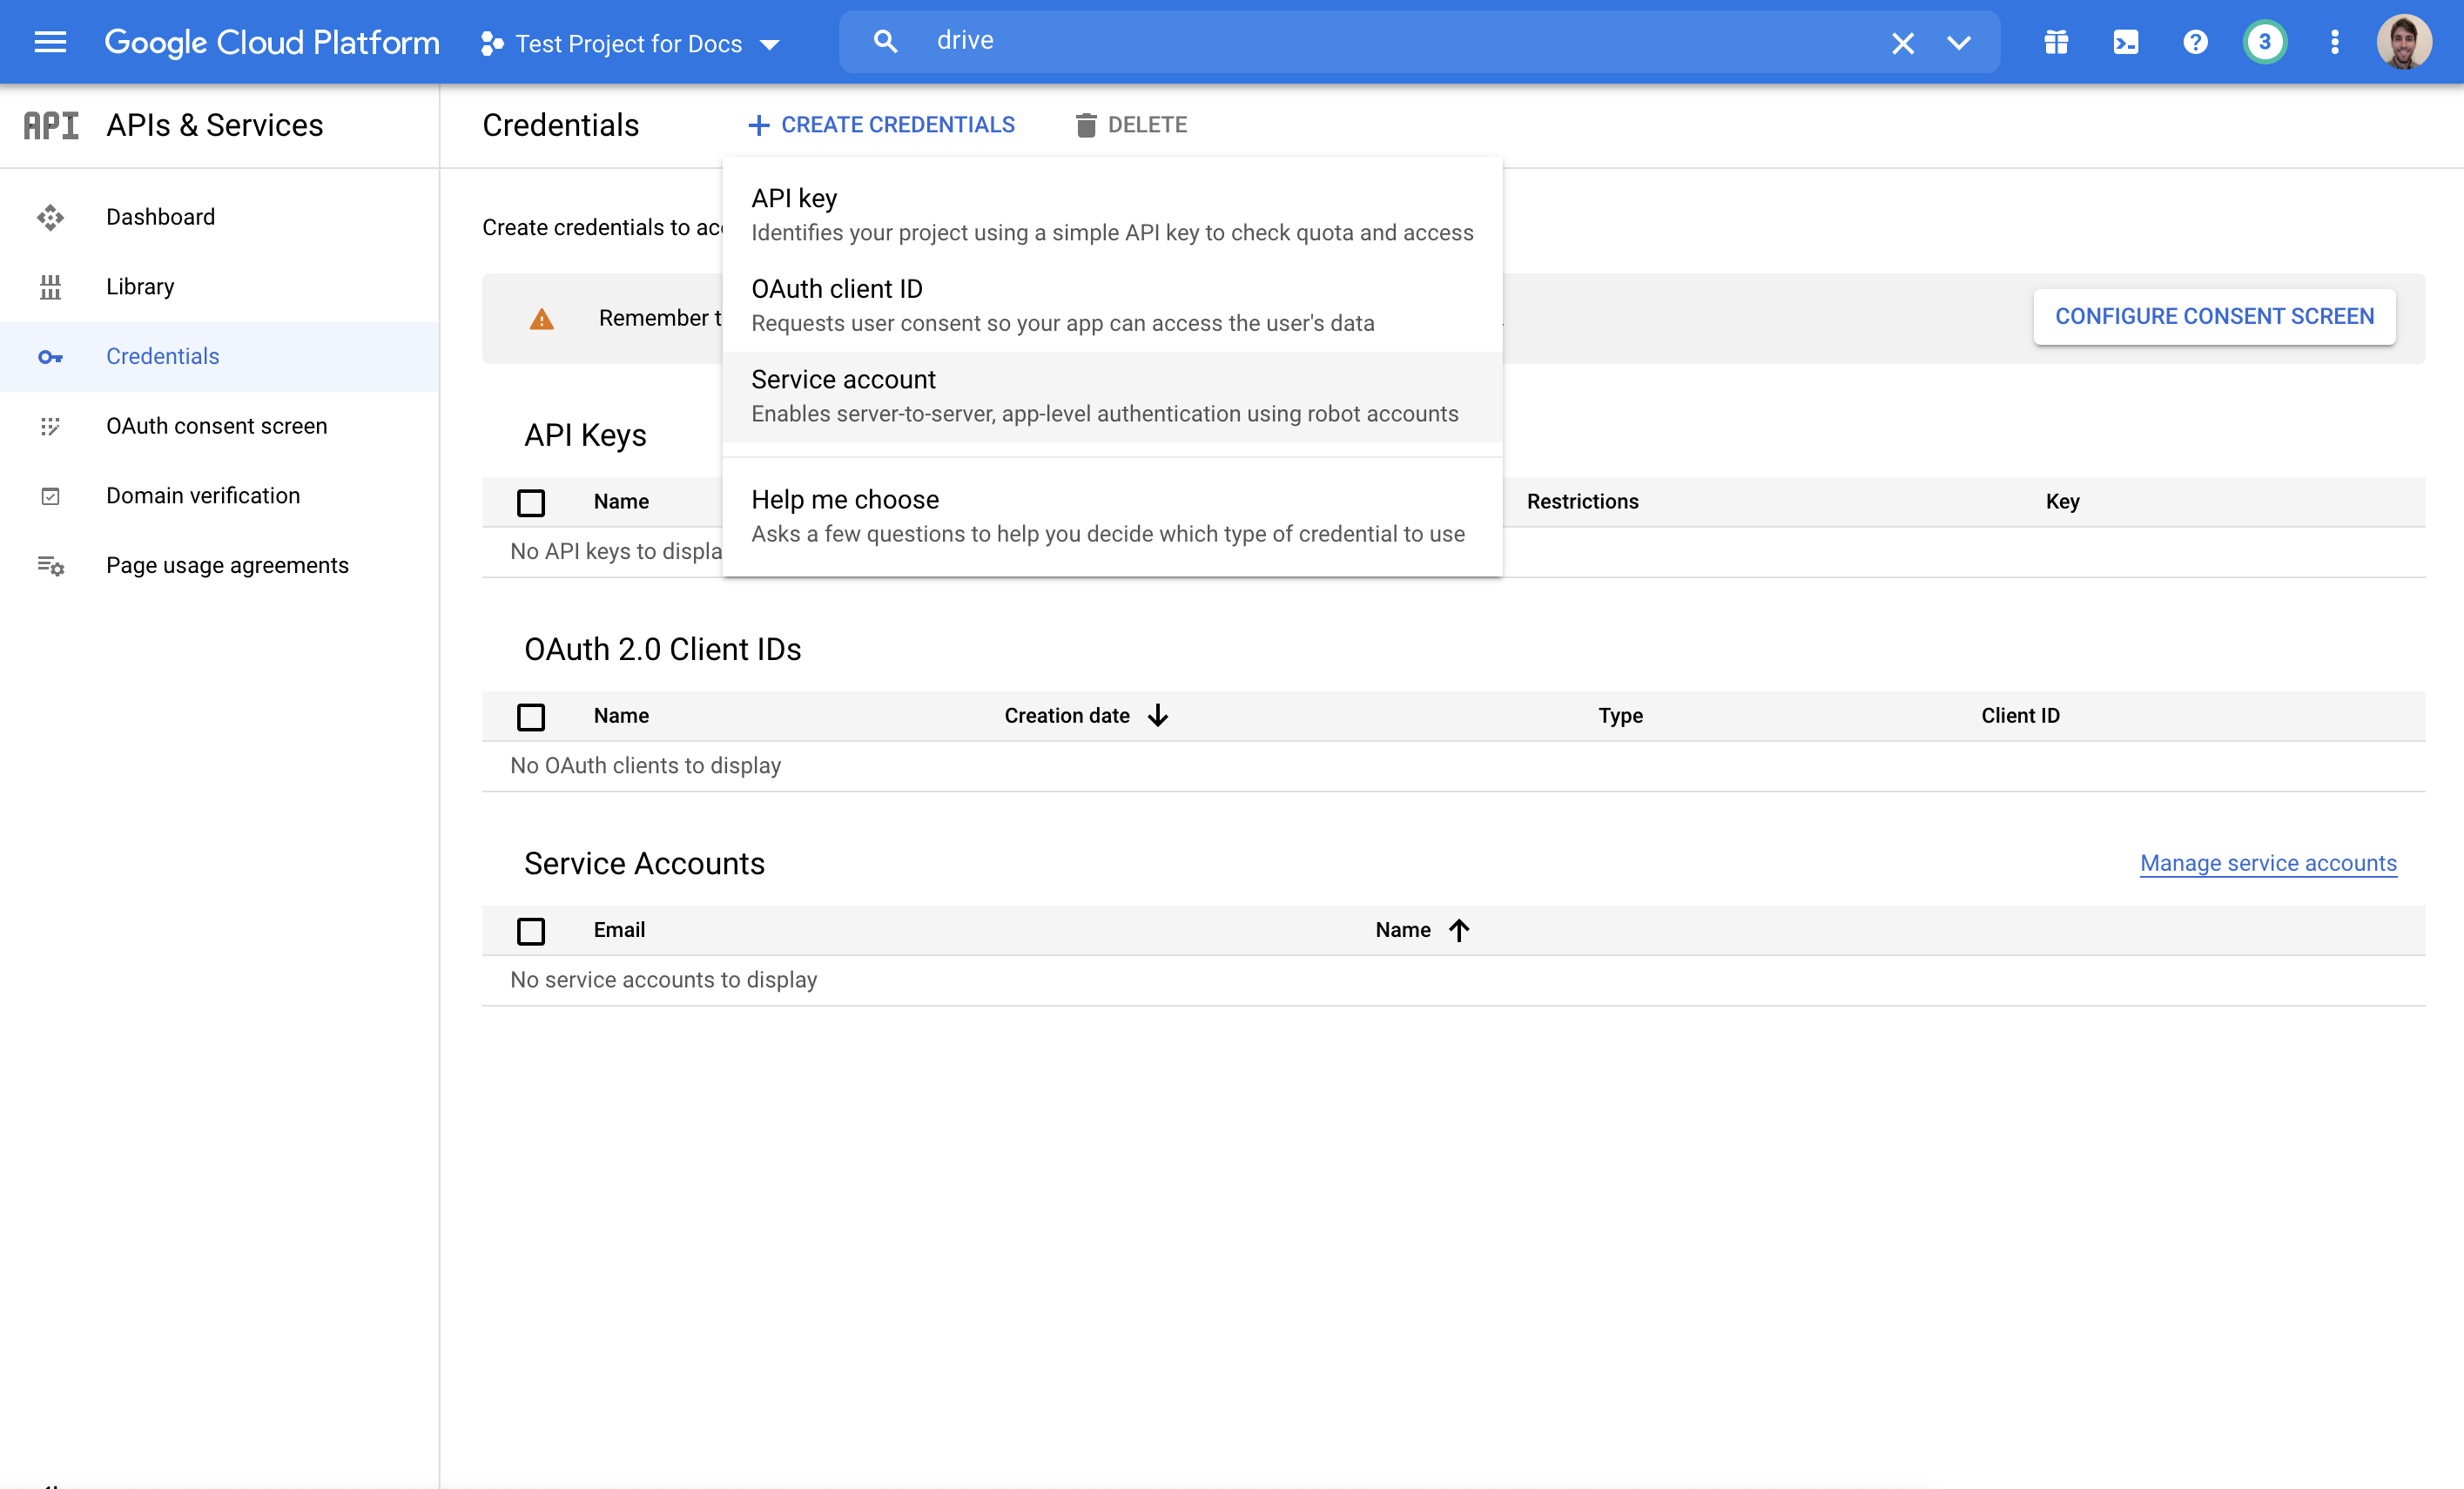 Google Cloud Platform
Test Project for Docs
drive
3
API
APIs & Services
Credentials
CREATE CREDENTIALS
DELETE
Dashboard
Library
Credentials
OAuth consent screen
Domain verification
Page usage agreements
Create credentials to
API key
Identifies your project using a simple API key to check quota and access
OAuth client ID
Requests user consent so your app can access the user's data
Service account
Enables server-to-server, app-level authentication using robot accounts
Help me choose
Asks a few questions to help you decide which type of credential to use
Remember
CONFIGURE CONSENT SCREEN
API Keys
Name
Restrictions
Key
No API keys to displa
OAuth 2.0 Client IDs
Name
Creation date
Type
Client ID
No OAuth clients to display
Service Accounts
Manage service accounts
Email
Name
No service accounts to display